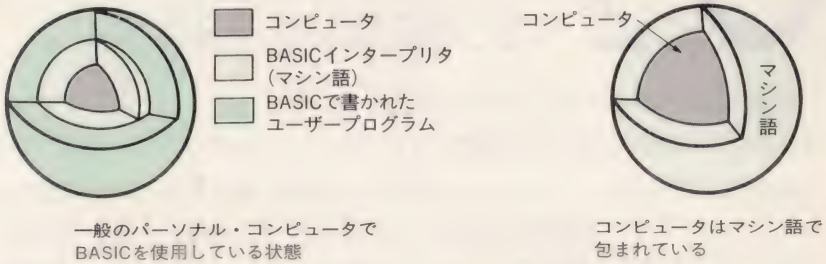 コンピュータ
BASICインタープリタ
(マシン語)
BASICで書かれた
ユーザープログラム
一般のパーソナル・コンピュータで
BASICを使用している状態
コンピュータ
マシン語
コンピュータはマシン語で
包まれている